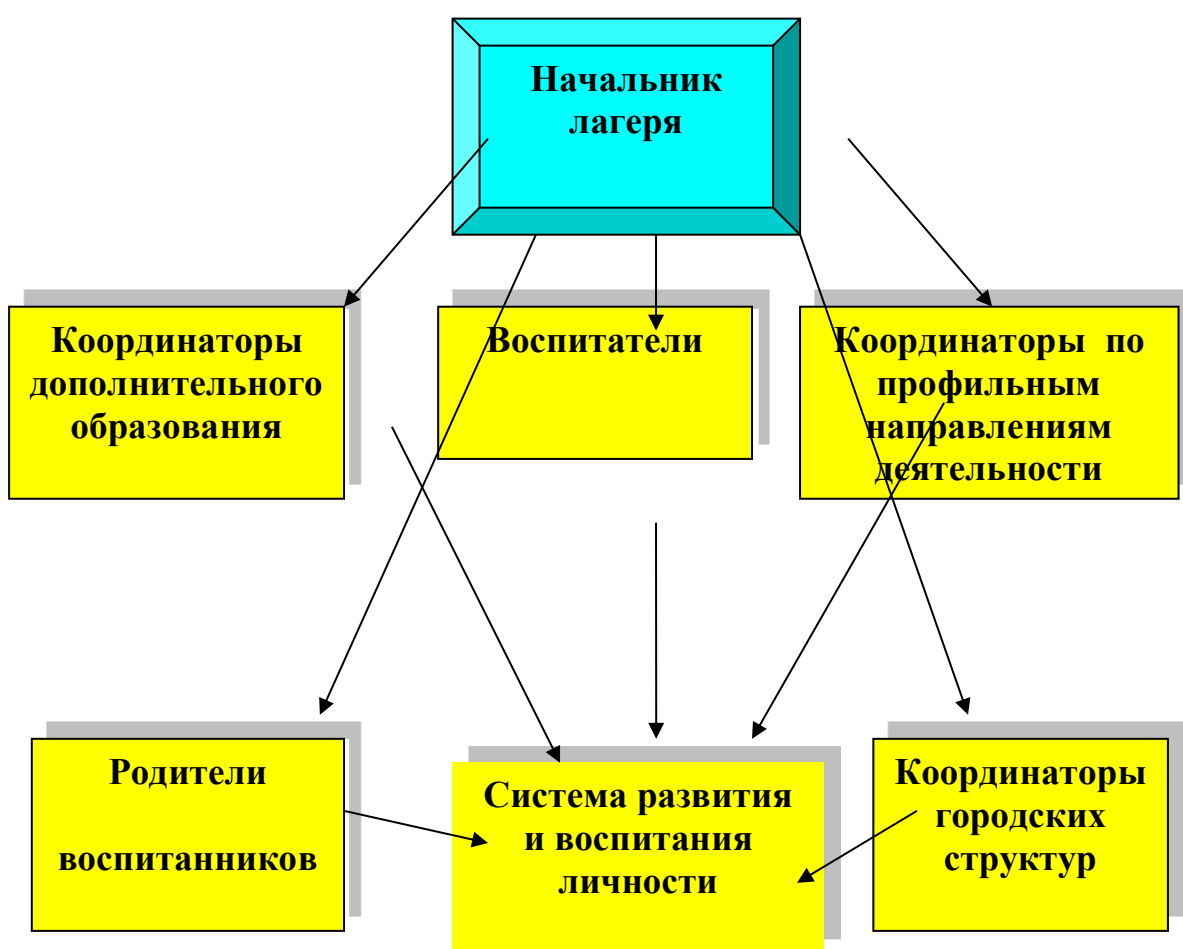 Начальник
лагеря
Координаторы
дополнительного
образования
Воспитатели
Координаторы по
профильным
направлениям
деятельности
Родители
воспитанников
Система развития
и воспитания
личности
Координаторы
городских
структур